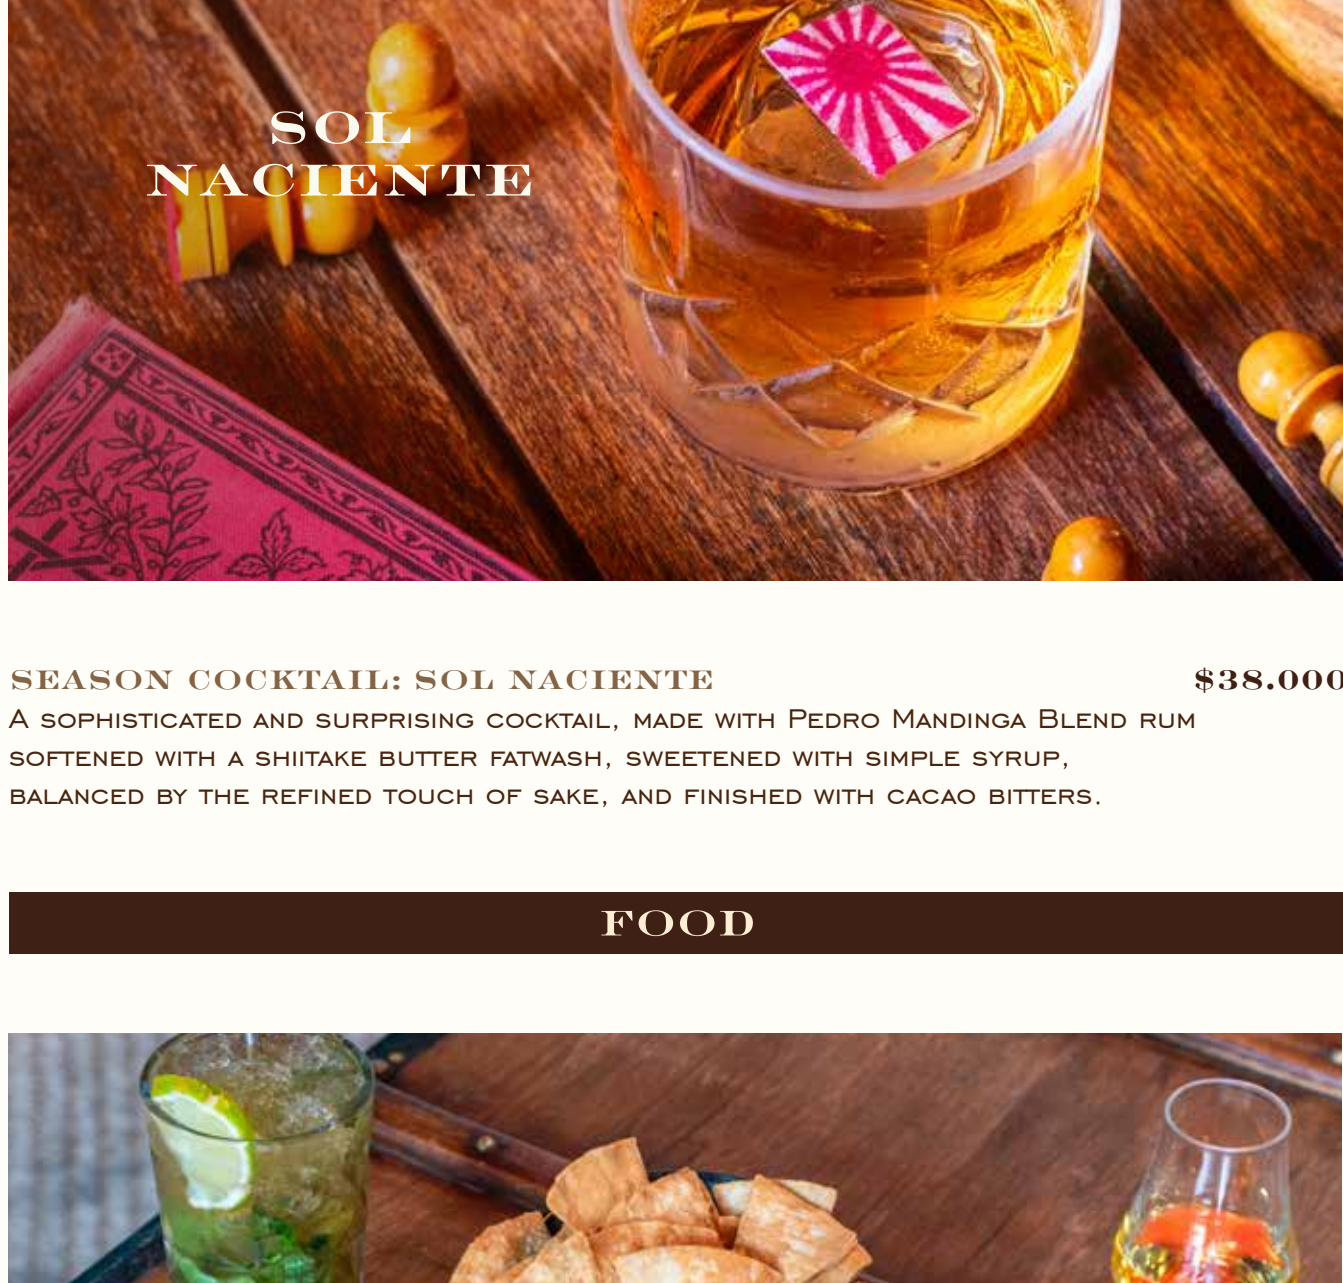 SOL
NACIENTE
SEASON COCKTAIL: SOL NACIENTE $38.000
A SOPHISTICATED AND SURPRISING COCKTAIL, MADE WITH PEDRO MANDINGA BLEND RUM
SOFTENED WITH A SHIITAKE BUTTER FATWASH, SWEETENED WITH SIMPLE SYRUP,
BALANCED BY THE REFINED TOUCH OF SAKE, AND FINISHED WITH CACAO BITTERS.
FOOD